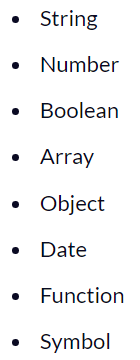 • String
• Number
• Boolean
• Array
• Object
• Date
• Function
• Symbol